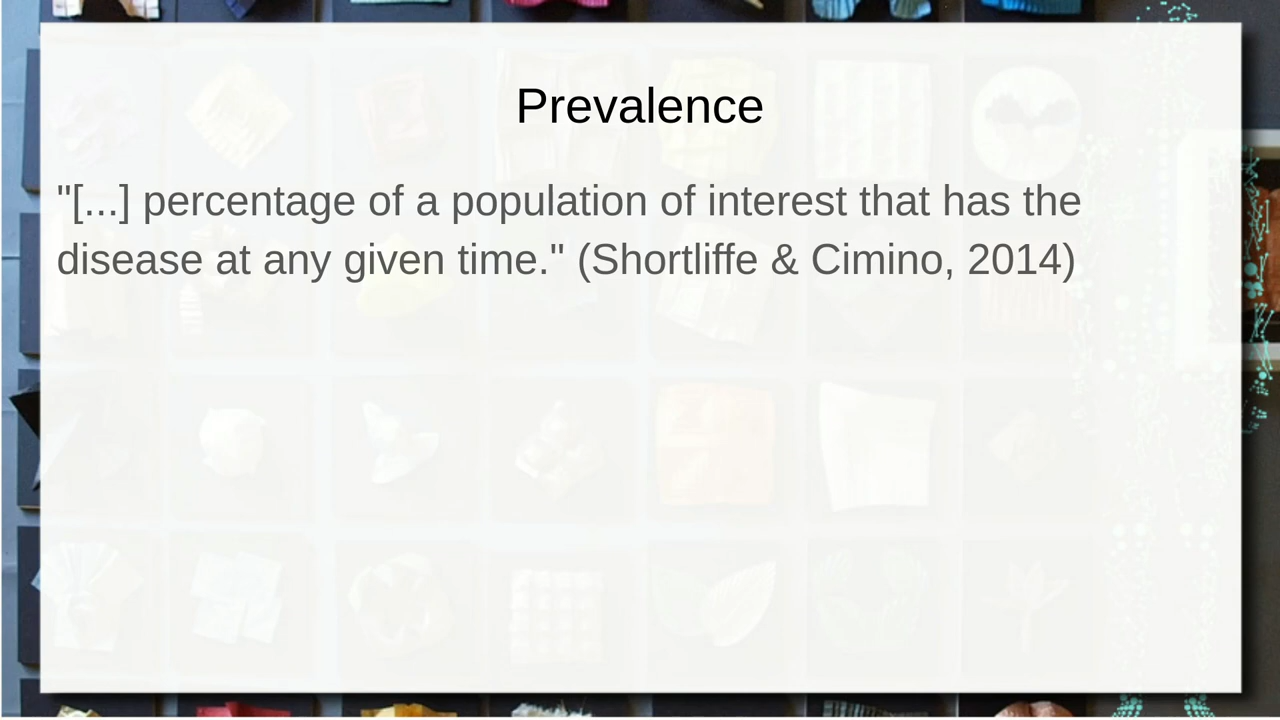 Prevalence
"[...] percentage of a population of interest that has the
disease at any given time." (Shortliffe & Cimino, 2014)